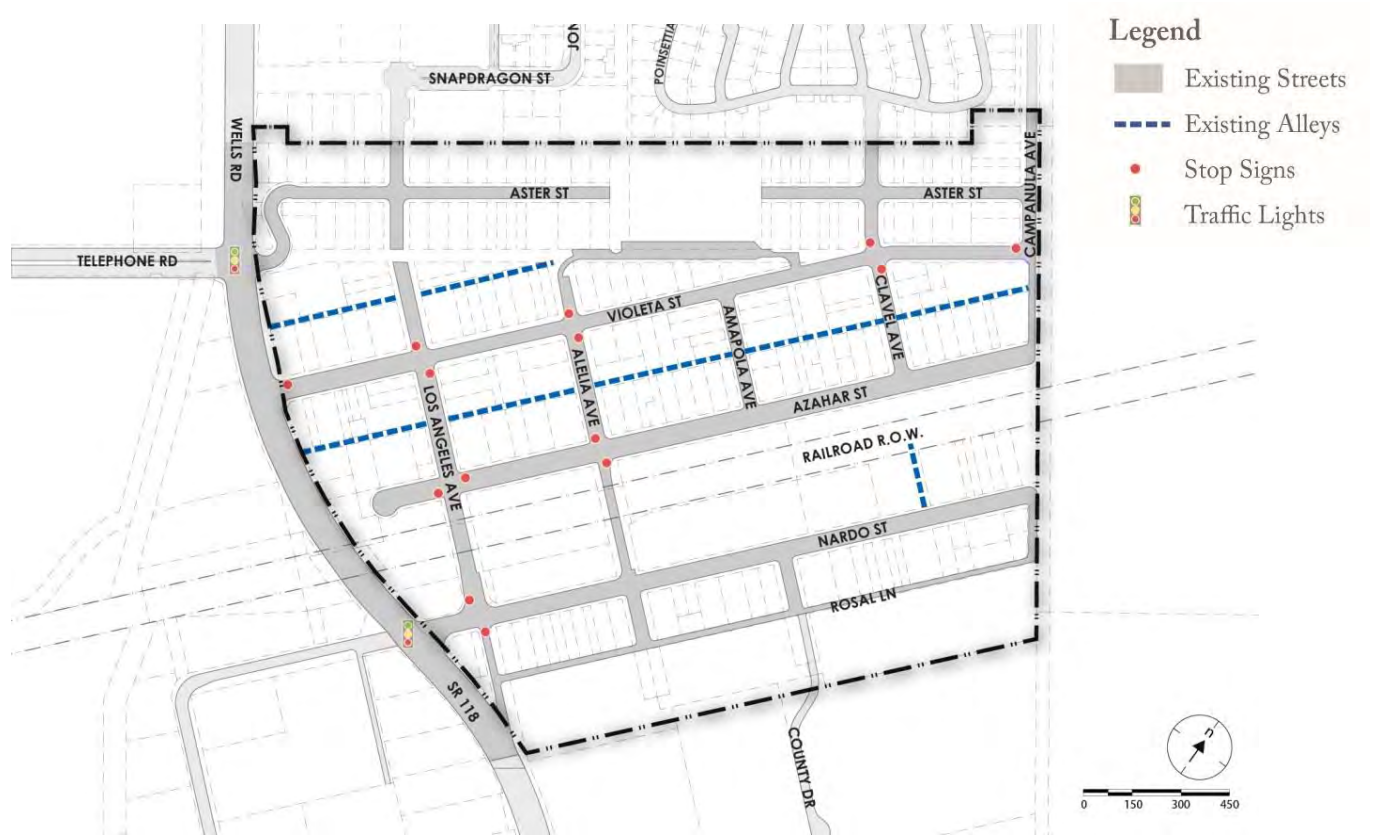 Legend
Existing Streets
Existing Alleys
Stop Signs
Traffic Lights
JON
POINSETTIA
SNAPDRAGON ST
WELLS RD
CAMPANULA AVE
ASTER ST
ASTER ST
TELEPHONE RD
VIOLETA ST
CLAVEL AVE
AMAPOLA AVE
ALELIA AVE
LOS ANGELES AVE
AZAHAR ST
RAILROAD R.O.W.
NARDO ST
ROSAL LN
SR 118
COUNTY DR
n
0 150 300 450